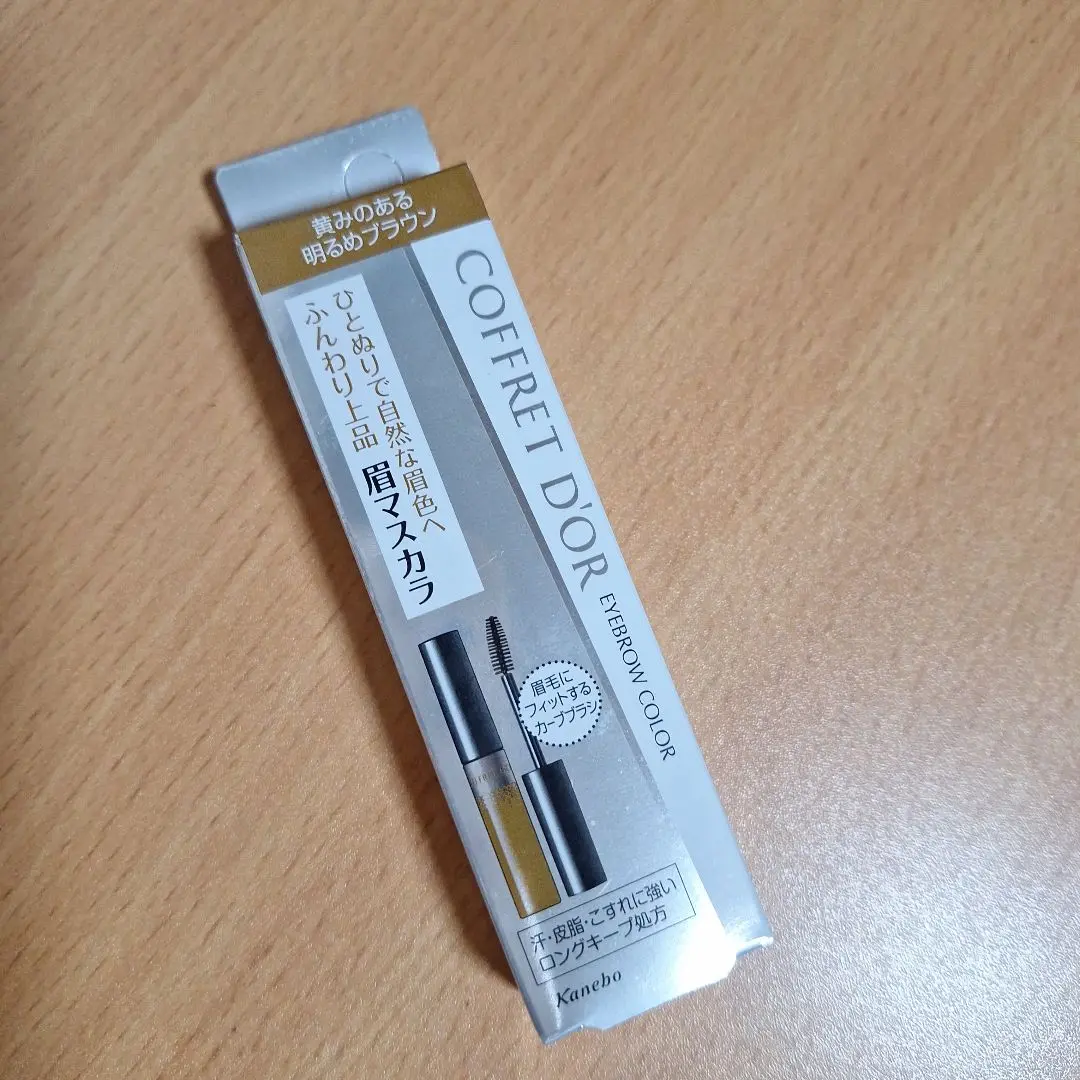 黄みのある
明るめブラウン
ひとぬりで自然な眉色へ
ふんわり上品 眉マスカラ
COFFRET D'OR
EYEBROW COLOR
眉毛に
フィットする
カーブブラシ
汗・皮脂・こすれに強い
ロングキープ処方
Kanebo